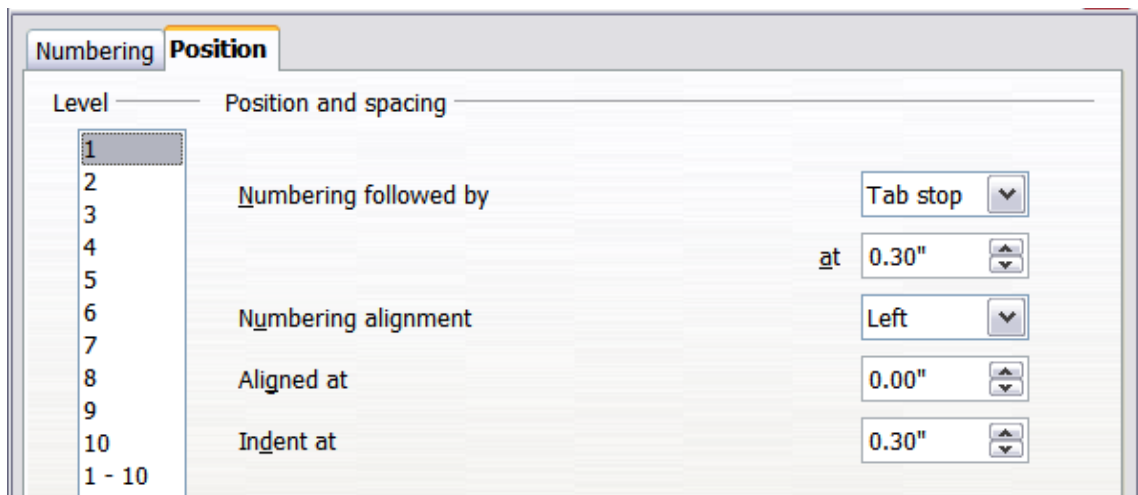 Numbering Position
Level Position and spacing
1
2
Numbering followed by Tab stop
3
4
at 0.30"
5
6
Numbering alignment Left
7
8
Aligned at 0.00"
9
10
Indent at 0.30"
1 - 10